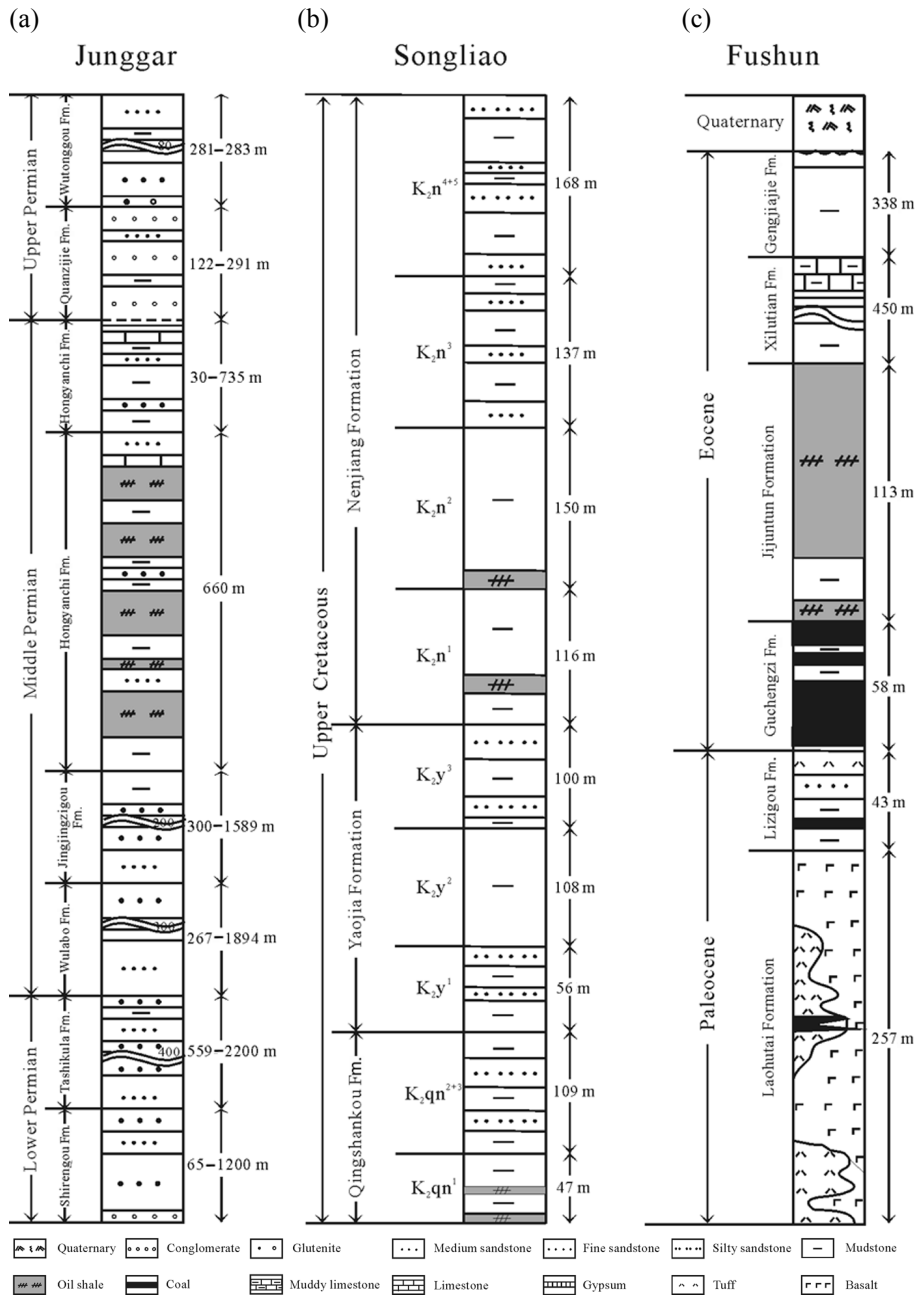 (a)
Junggar
Upper Permian
Middle Permian
Lower Permian
Wutonggou Fm.
Quanzijie Fm.
Hongyanchi Fm.
Hongyanchi Fm.
Jingjingzigou
Fm.
Wulabo Fm.
Tashikula Fm.
Shirengou Fm.
80
200
300
400
281–283 m
122–291 m
30–735 m
660 m
300–1589 m
267–1894 m
559–2200 m
65–1200 m
(b)
Songliao
Upper Cretaceous
Nenjiang Formation
Yaojia Formation
Qingshankou Fm.
K₂n⁴⁺⁵
K₂n³
K₂n²
K₂n¹
K₂y³
K₂y²
K₂y¹
K₂qn²⁺³
K₂qn¹
168 m
137 m
150 m
116 m
100 m
108 m
56 m
109 m
47 m
(c)
Fushun
Quaternary
Eocene
Paleocene
Gengjiajie Fm.
Xilutian Fm.
Jijuntun Formation
Guchengzi Fm.
Lizigou Fm.
Laohutai Formation
338 m
450 m
113 m
58 m
43 m
257 m
Quaternary
Conglomerate
Glutenite
Medium sandstone
Fine sandstone
Silty sandstone
Mudstone
Oil shale
Coal
Muddy limestone
Limestone
Gypsum
Tuff
Basalt